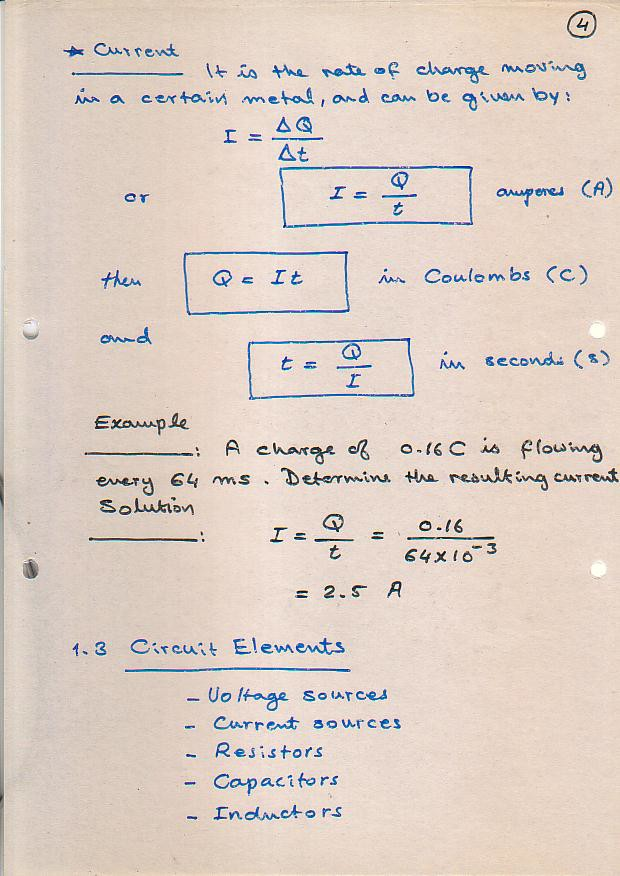 4
* Current
It is the rate of charge moving
in a certain metal, and can be given by:
I = ΔQ / Δt
or I = Q / t amperes (A)
then Q = It in Coulombs (C)
and t = Q / I in seconds (s)
Example
: A charge of 0.16 C is flowing
every 64 ms. Determine the resulting current
Solution
: I = Q / t = 0.16 / 64×10⁻³
= 2.5 A
1.3 Circuit Elements
- Voltage sources
- Current sources
- Resistors
- Capacitors
- Inductors